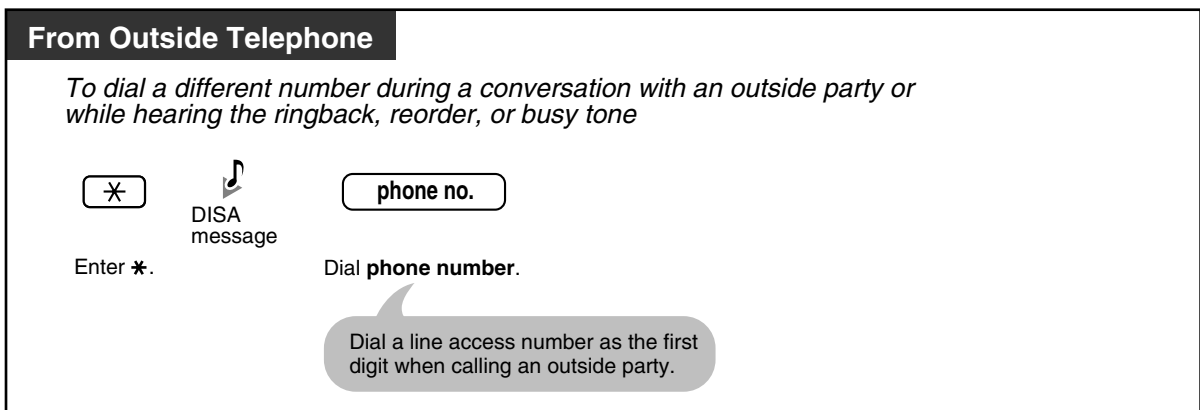 From Outside Telephone
To dial a different number during a conversation with an outside party or
while hearing the ringback, reorder, or busy tone
* phone no.
DISA
message
Enter *. Dial phone number.
Dial a line access number as the first
digit when calling an outside party.